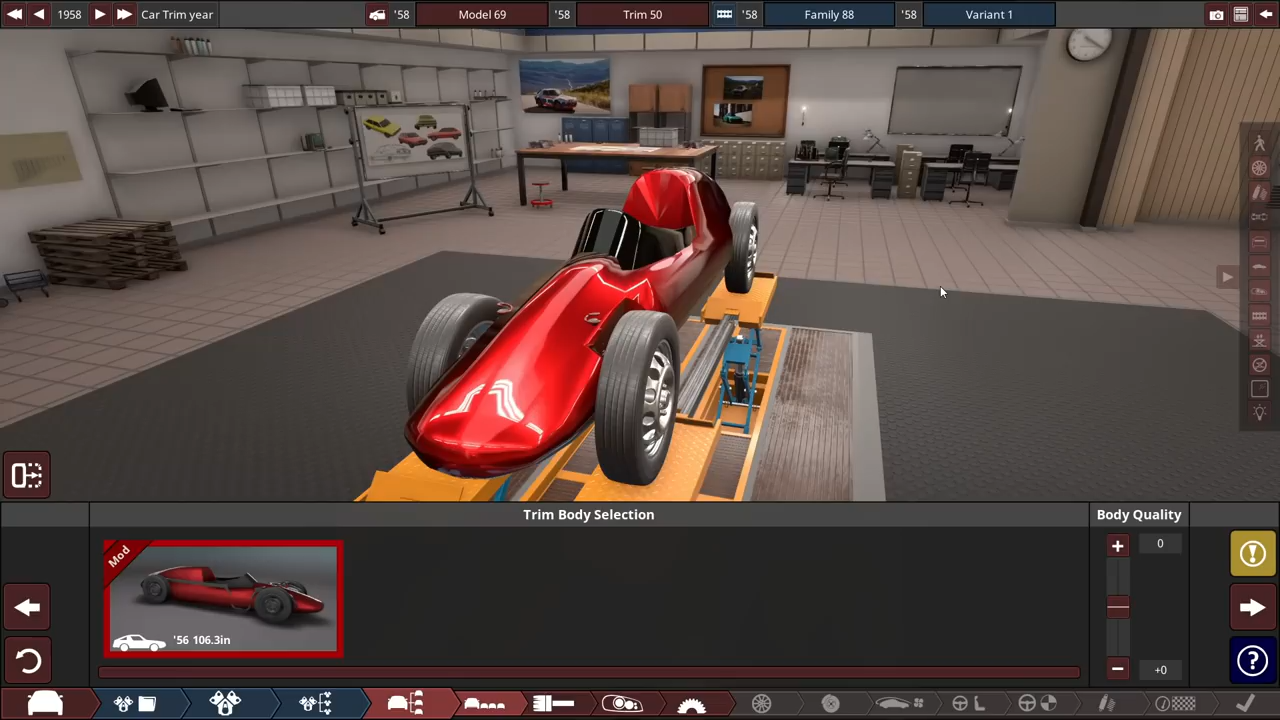 1958 Car Trim year '58 Model 69 '58 Trim 50 '58 Family 88 '58 Variant 1
Trim Body Selection
Body Quality
Mod
'56 106.3in
0
+0